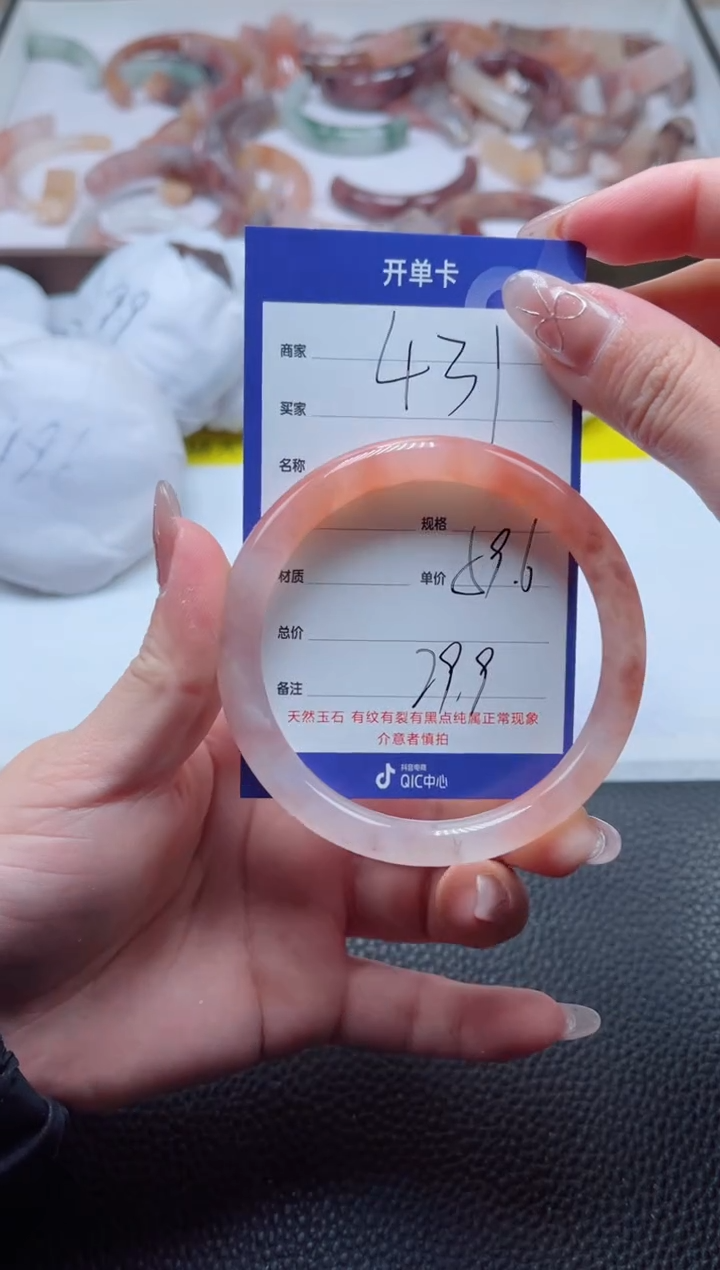 开单卡
商家 431
买家
名称
规格
材质 单价 59.6
总价
备注 29.9
天然玉石 有纹有裂有黑点纯属正常现象
介意者慎拍
抖音电商
QIC中心